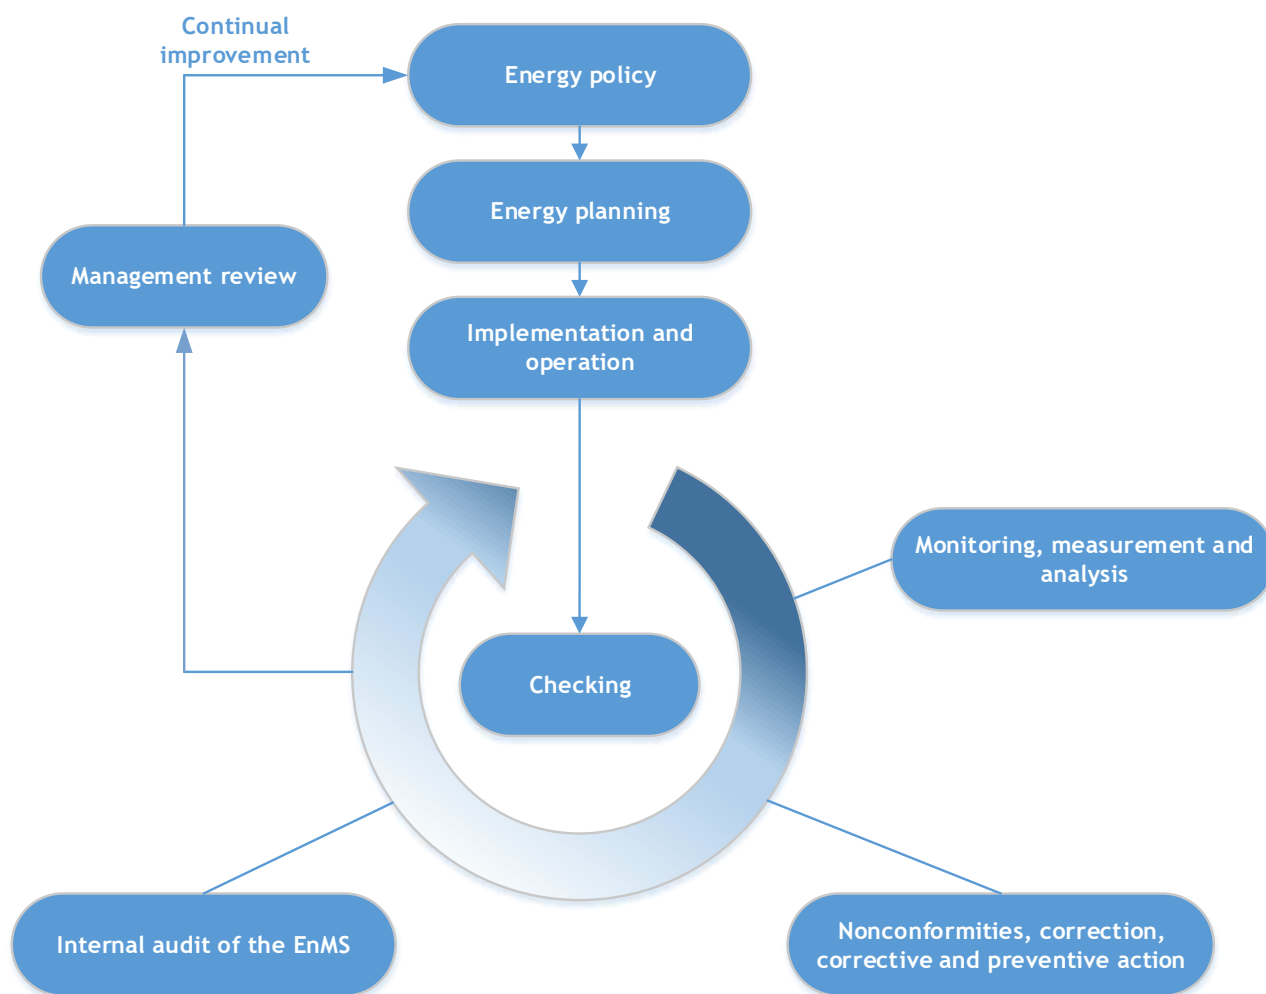 Continual
improvement
Energy policy
Energy planning
Management review
Implementation and
operation
Monitoring, measurement and
analysis
Checking
Internal audit of the EnMS
Nonconformities, correction,
corrective and preventive action